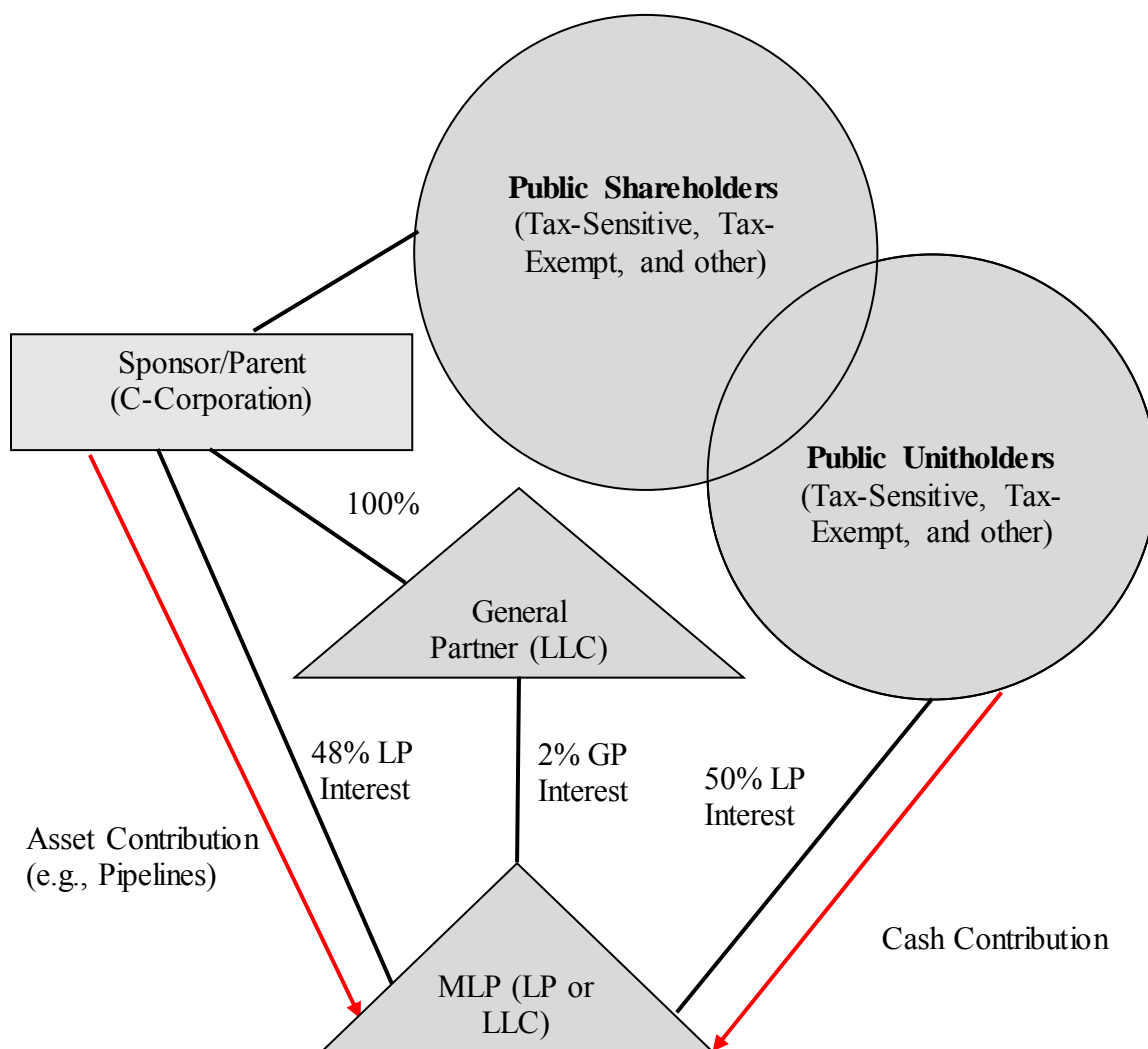 Public Shareholders
(Tax-Sensitive, Tax-
Exempt, and other)
Sponsor/Parent
(C-Corporation)
Public Unitholders
(Tax-Sensitive, Tax-
Exempt, and other)
100%
General
Partner (LLC)
48% LP
Interest
2% GP
Interest
50% LP
Interest
Asset Contribution
(e.g., Pipelines)
Cash Contribution
MLP (LP or
LLC)